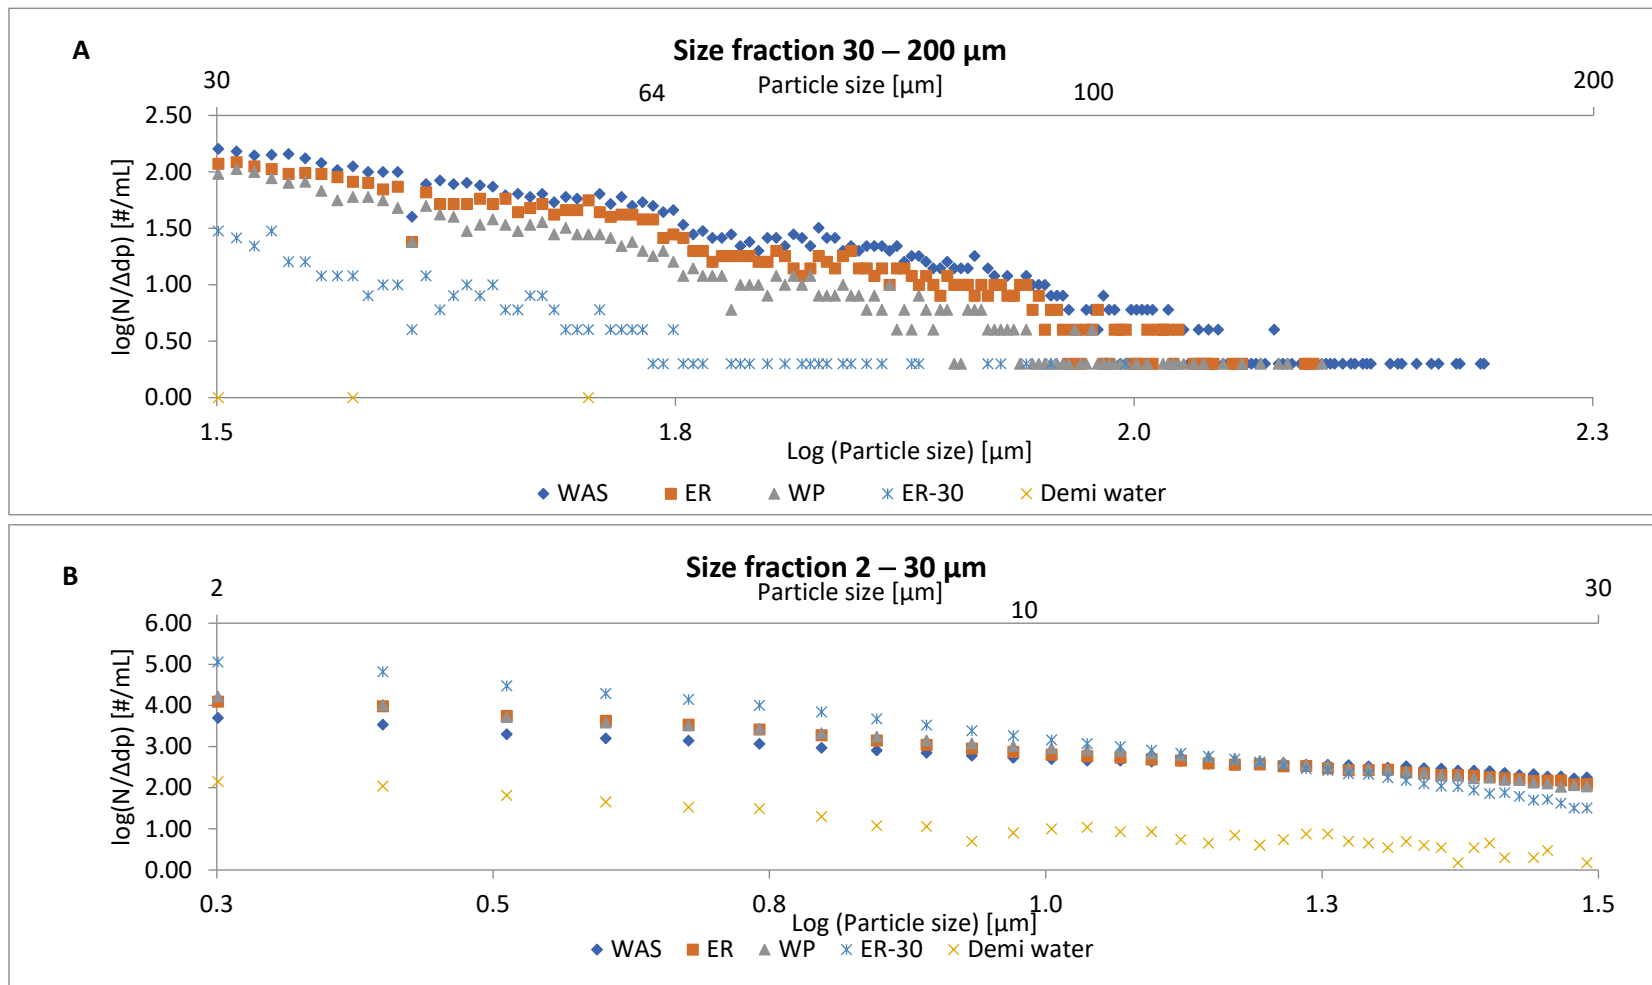 A
Size fraction 30 – 200 µm
Particle size [µm]
30
64
100
200
2.50
2.00
1.50
1.00
0.50
0.00
log(N/Δdp) [#/mL]
1.5
1.8
2.0
2.3
Log (Particle size) [µm]
WAS ER WP ER-30 Demi water
B
Size fraction 2 – 30 µm
Particle size [µm]
2
10
30
6.00
5.00
4.00
3.00
2.00
1.00
0.00
log(N/Δdp) [#/mL]
0.3
0.5
0.8
1.0
1.3
1.5
Log (Particle size) [µm]
WAS ER WP ER-30 Demi water